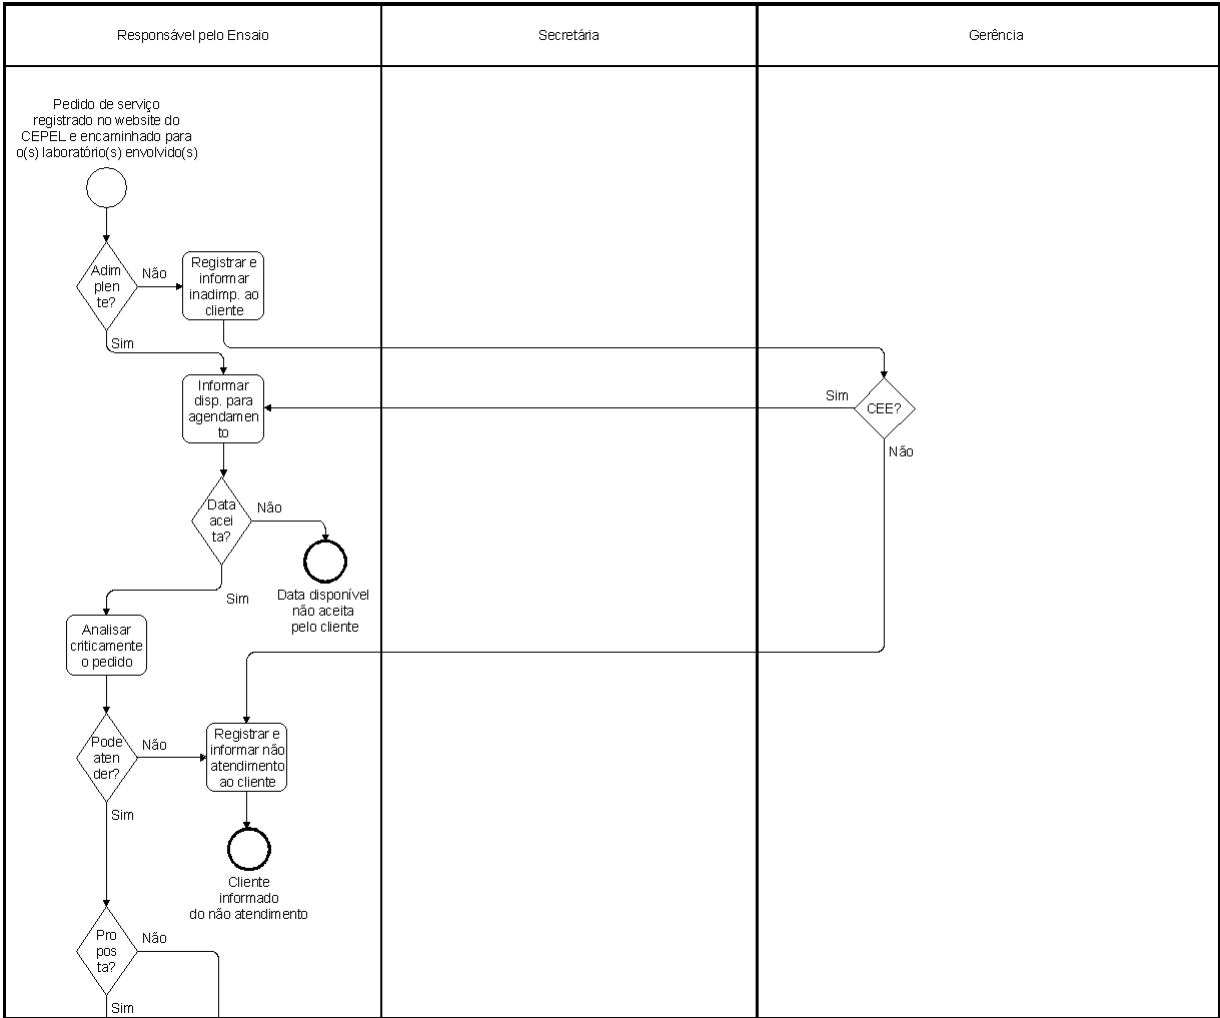 Responsável pelo Ensaio
Secretária
Gerência
Pedido de serviço
registrado no website do
CEPEL e encaminhado para
o(s) laboratório(s) envolvido(s)
Adim
plen
te?
Não
Registrar e
informar
inadimp. ao
cliente
Sim
Informar
disp. para
agendamen
to
Sim
CEE?
Não
Data
acei
ta?
Não
Data disponível
não aceita
pelo cliente
Sim
Analisar
criticamente
o pedido
Pode
aten
der?
Não
Registrar e
informar não
atendimento
ao cliente
Sim
Cliente
informado
do não atendimento
Pro
pos
ta?
Não
Sim